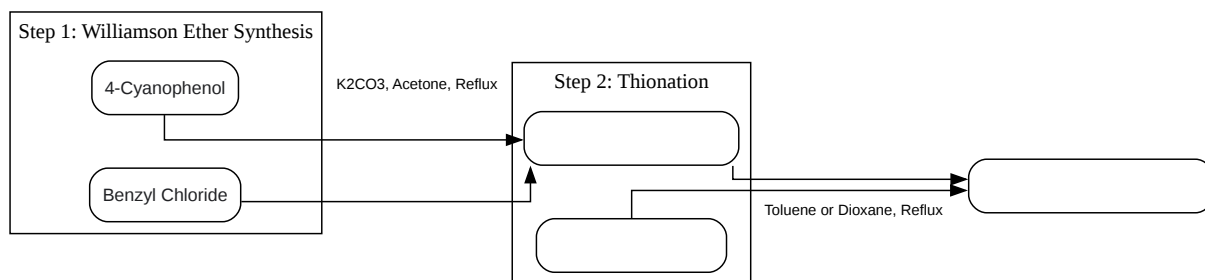 Step 1: Williamson Ether Synthesis
4-Cyanophenol
Benzyl Chloride
K2CO3, Acetone, Reflux
Step 2: Thionation
Toluene or Dioxane, Reflux